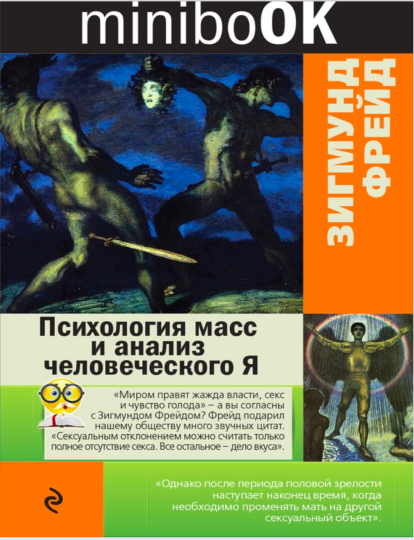 miniboOK
ЗИГМУНД
ФРЕЙД
Психология масс
и анализ
человеческого Я
«Миром правят жажда власти, секс
и чувство голода» – а вы согласны
с Зигмундом Фрейдом? Фрейд подарил
нашему обществу много звучных цитат.
«Сексуальным отклонением можно считать только
полное отсутствие секса. Все остальное – дело вкуса».
«Однако после периода половой зрелости
наступает наконец время, когда
необходимо променять мать на другой
сексуальный объект».